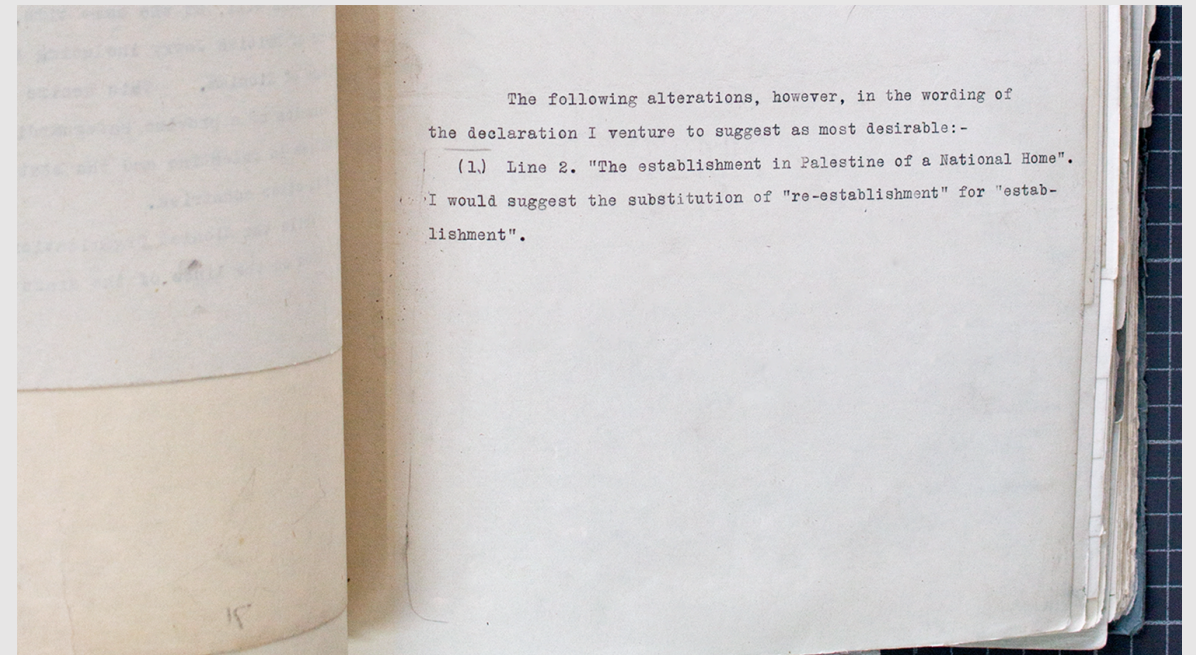 The following alterations, however, in the wording of
the declaration I venture to suggest as most desirable:-
(1) Line 2. "The establishment in Palestine of a National Home".
I would suggest the substitution of "re-establishment" for "estab-
lishment".
15